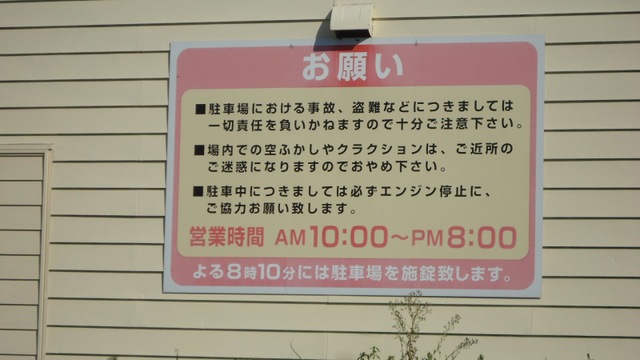 お願い
■駐車場における事故、盗難などにつきましては
一切責任を負いかねますので十分ご注意下さい。
■場内での空ふかしやクラクションは、ご近所の
ご迷惑になりますのでおやめ下さい。
■駐車中につきましては必ずエンジン停止に、
ご協力お願い致します。
営業時間 AM10:00～PM8:00
よる8時10分には駐車場を施錠致します。